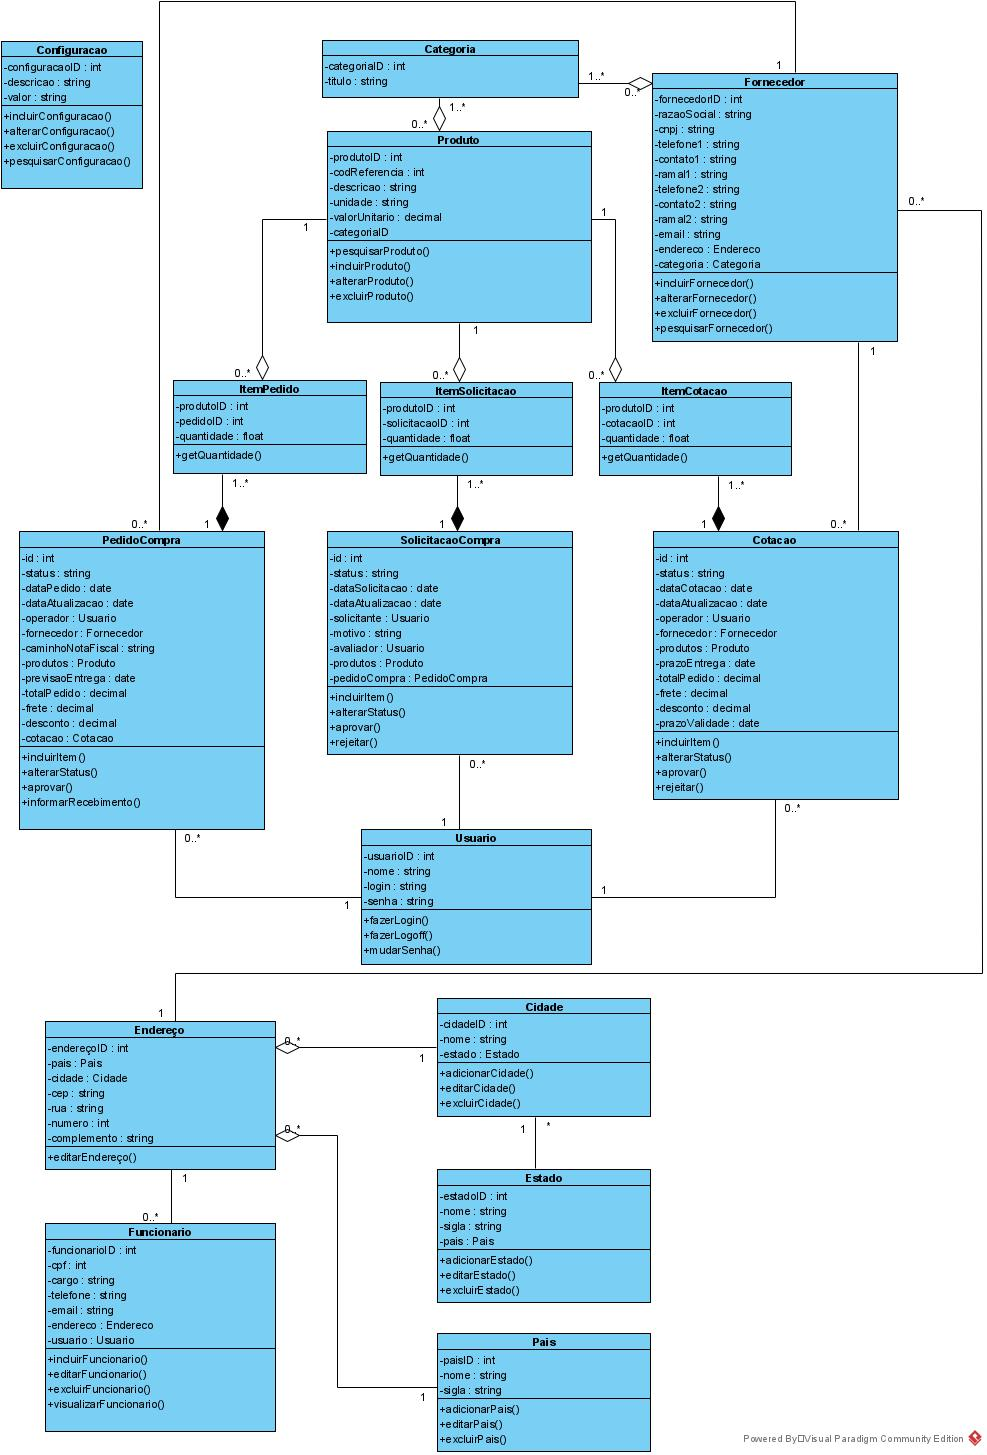 Configuracao
-configuracaoID : int
-descricao : string
-valor : string
+incluirConfiguracao()
+alterarConfiguracao()
+excluirConfiguracao()
+pesquisarConfiguracao()
Categoria
-categoriaID : int
-titulo : string
1..*
0..*
1
1..*
0..*
Fornecedor
-fornecedorID : int
-razaoSocial : string
-cnpj : string
-telefone1 : string
-contato1 : string
-ramal1 : string
-telefone2 : string
-contato2 : string
-ramal2 : string
-email : string
-endereco : Endereco
-categoria : Categoria
+incluirFornecedor()
+alterarFornecedor()
+excluirFornecedor()
+pesquisarFornecedor()
0..*
1
Produto
-produtoID : int
-codReferencia : int
-descricao : string
-unidade : string
-valorUnitario : decimal
-categoriaID
+pesquisarProduto()
+incluirProduto()
+alterarProduto()
+excluirProduto()
1
1
1
0..*
0..*
0..*
ItemPedido
-produtoID : int
-pedidoID : int
-quantidade : float
+getQuantidade()
1..*
1
ItemSolicitacao
-produtoID : int
-solicitacaoID : int
-quantidade : float
+getQuantidade()
1..*
1
ItemCotacao
-produtoID : int
-cotacaoID : int
-quantidade : float
+getQuantidade()
1..*
1
0..*
0..*
PedidoCompra
-id : int
-status : string
-dataPedido : date
-dataAtualizacao : date
-operador : Usuario
-fornecedor : Fornecedor
-caminhoNotaFiscal : string
-produtos : Produto
-previsaoEntrega : date
-totalPedido : decimal
-frete : decimal
-desconto : decimal
-cotacao : Cotacao
+incluirItem()
+alterarStatus()
+aprovar()
+informarRecebimento()
0..*
1
SolicitacaoCompra
-id : int
-status : string
-dataSolicitacao : date
-dataAtualizacao : date
-solicitante : Usuario
-motivo : string
-avaliador : Usuario
-produtos : Produto
-pedidoCompra : PedidoCompra
+incluirItem()
+alterarStatus()
+aprovar()
+rejeitar()
0..*
1
Cotacao
-id : int
-status : string
-dataCotacao : date
-dataAtualizacao : date
-operador : Usuario
-fornecedor : Fornecedor
-produtos : Produto
-prazoEntrega : date
-totalPedido : decimal
-frete : decimal
-desconto : decimal
-prazoValidade : date
+incluirItem()
+alterarStatus()
+aprovar()
+rejeitar()
0..*
1
Usuario
-usuarioID : int
-nome : string
-login : string
-senha : string
+fazerLogin()
+fazerLogoff()
+mudarSenha()
1
Endereço
-endereçoID : int
-pais : Pais
-cidade : Cidade
-cep : string
-rua : string
-numero : int
-complemento : string
+editarEndereço()
0..*
1
0..*
1
1
0..*
Cidade
-cidadeID : int
-nome : string
-estado : Estado
+adicionarCidade()
+editarCidade()
+excluirCidade()
1
*
Estado
-estadoID : int
-nome : string
-sigla : string
-pais : Pais
+adicionarEstado()
+editarEstado()
+excluirEstado()
Funcionario
-funcionarioID : int
-cpf : int
-cargo : string
-telefone : string
-email : string
-endereco : Endereco
-usuario : Usuario
+incluirFuncionario()
+editarFuncionario()
+excluirFuncionario()
+visualizarFuncionario()
Pais
-paisID : int
-nome : string
-sigla : string
+adicionarPais()
+editarPais()
+excluirPais()
Powered By Visual Paradigm Community Edition